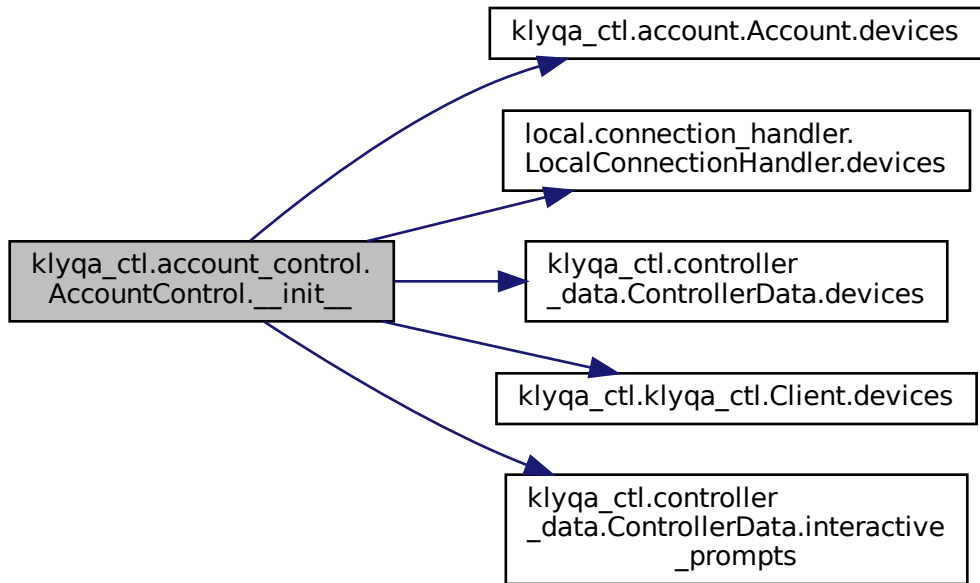 klyqa_ctl.account.Account.devices
local.connection_handler.
LocalConnectionHandler.devices
klyqa_ctl.account_control.
AccountControl.__init__
klyqa_ctl.controller
_data.ControllerData.devices
klyqa_ctl.klyqa_ctl.Client.devices
klyqa_ctl.controller
_data.ControllerData.interactive
_prompts